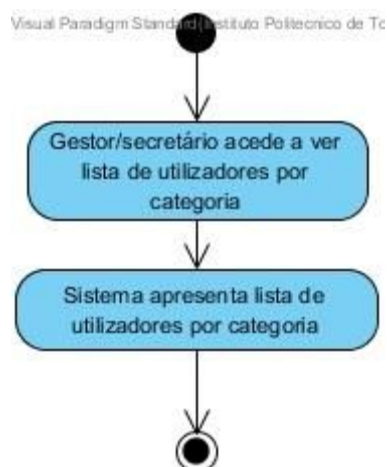 Visual Paradigm Standard(Instituto Politecnico de To
Gestor/secretário acede a ver
lista de utilizadores por
categoria
Sistema apresenta lista de
utilizadores por categoria